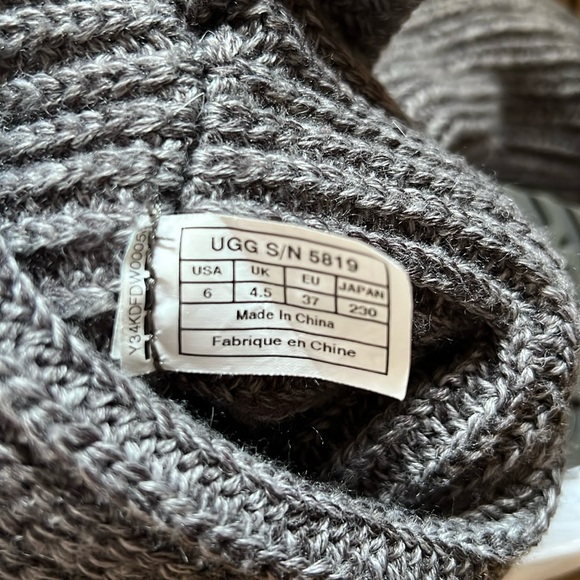 UGG S/N 5819
USA UK EU JAPAN
6 4.5 37 230
Made In China
Fabrique en Chine